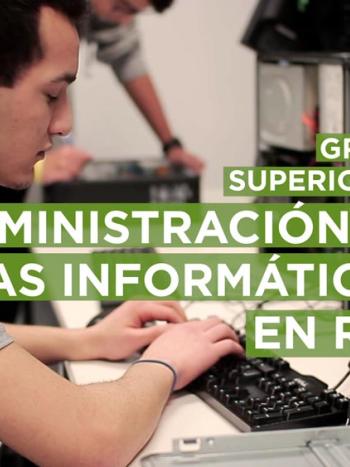 GR
SUPERIO
MINISTRACIÓN
AS INFORMÁTIC
EN R